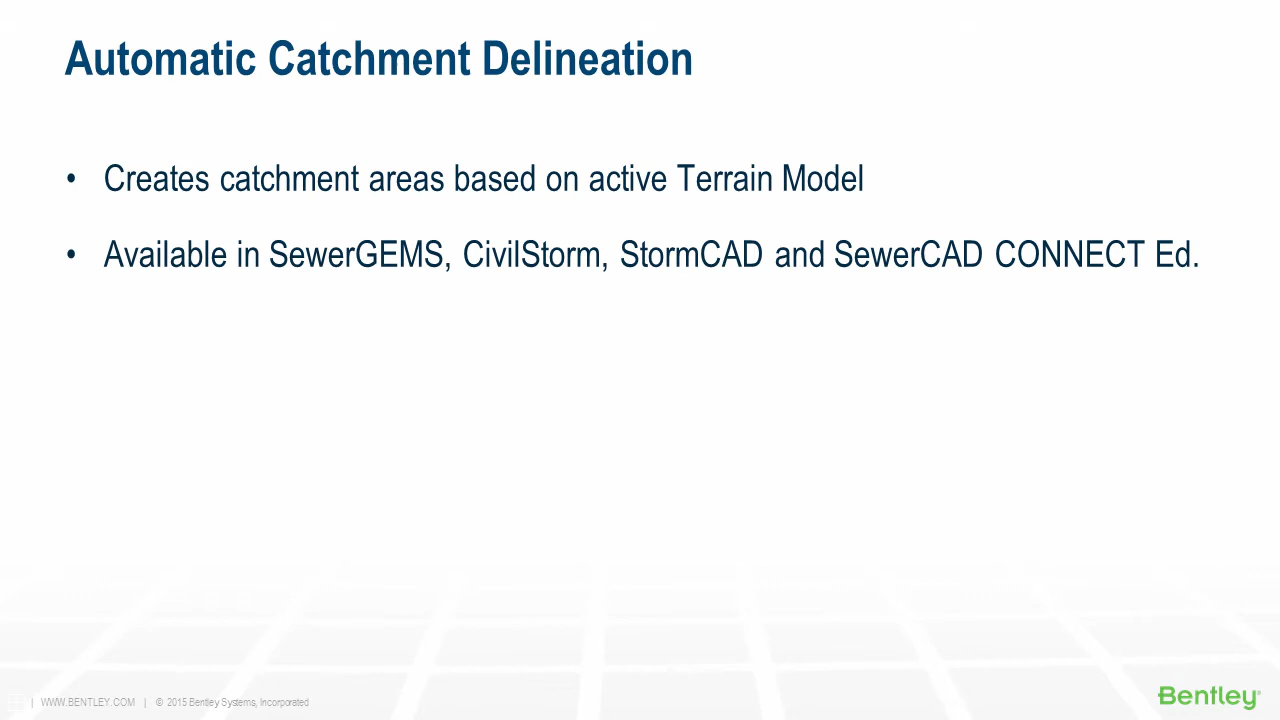 Automatic Catchment Delineation
• Creates catchment areas based on active Terrain Model
• Available in SewerGEMS, CivilStorm, StormCAD and SewerCAD CONNECT Ed.
| WWW.BENTLEY.COM | © 2015 Bentley Systems, Incorporated
Bentley®